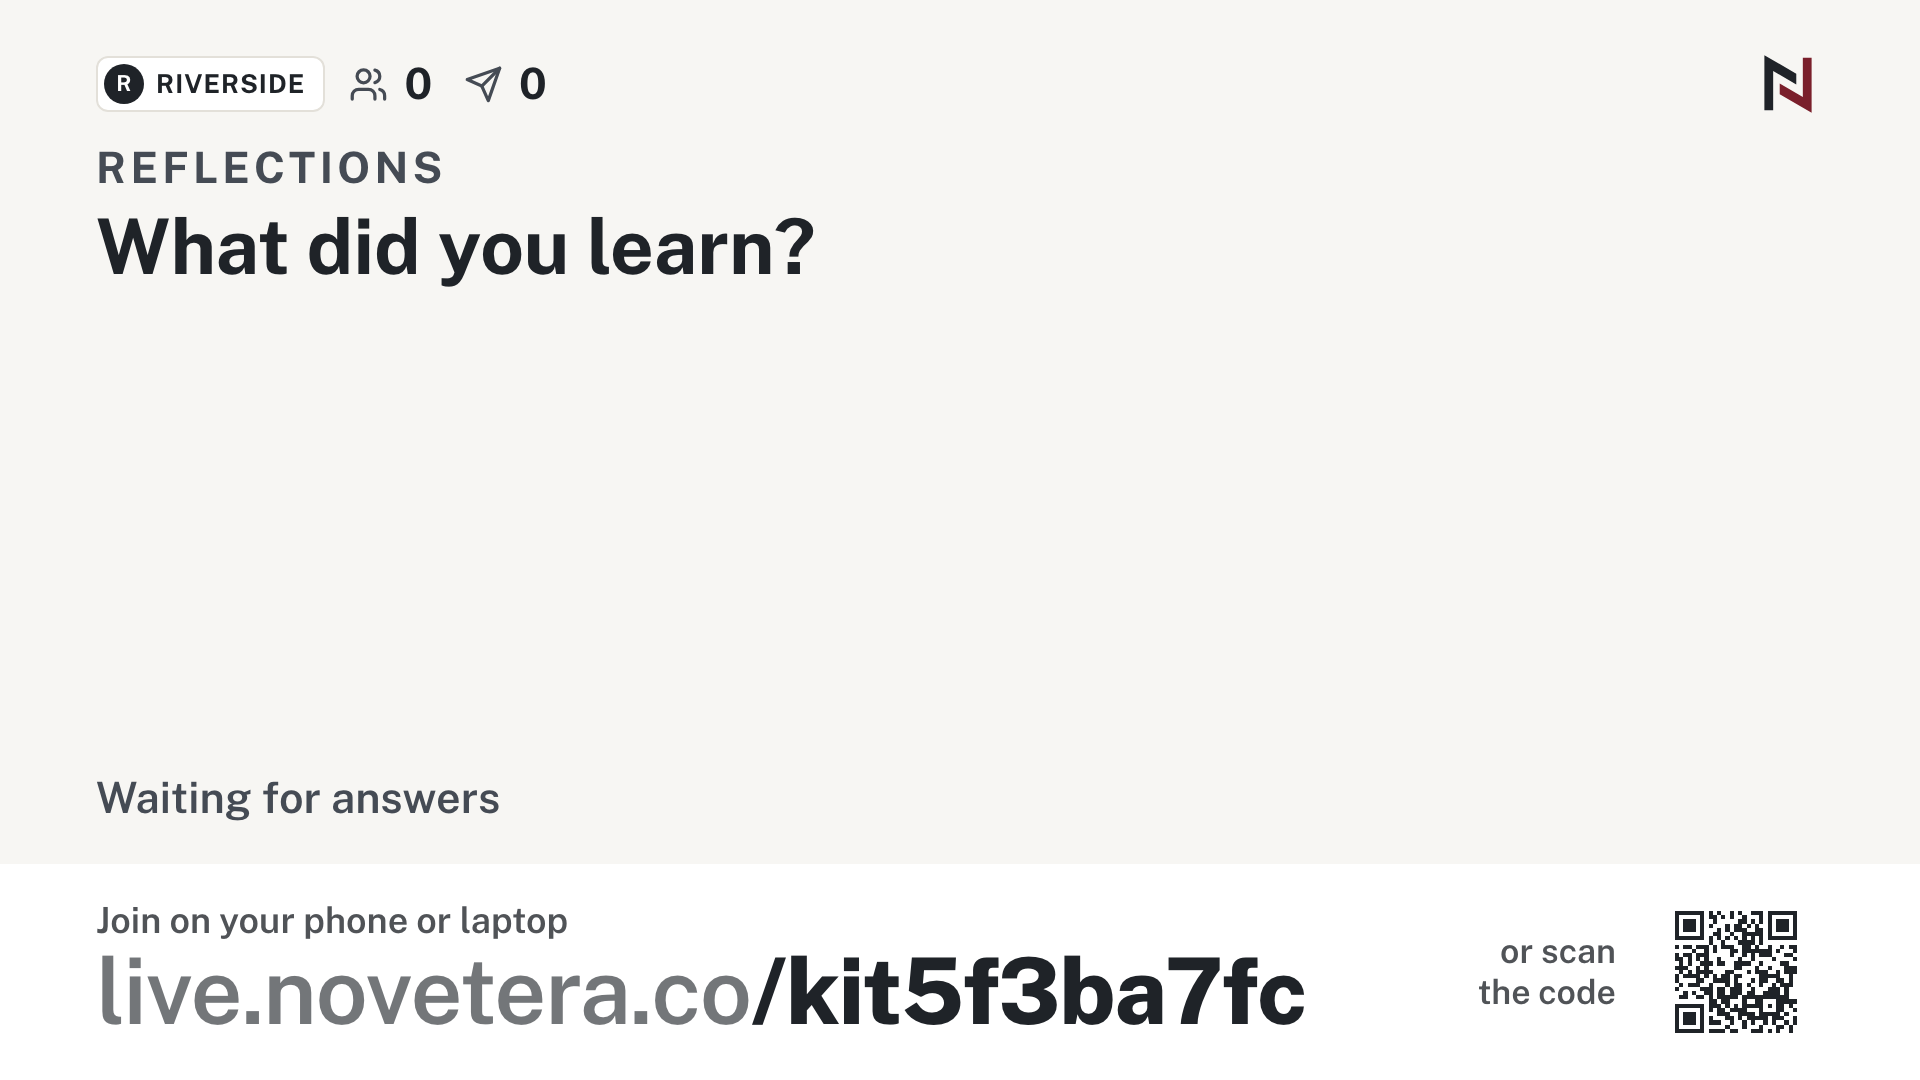 R RIVERSIDE 0 0
REFLECTIONS
What did you learn?
Waiting for answers
Join on your phone or laptop
live.novetera.co/kit5f3ba7fc
or scan
the code